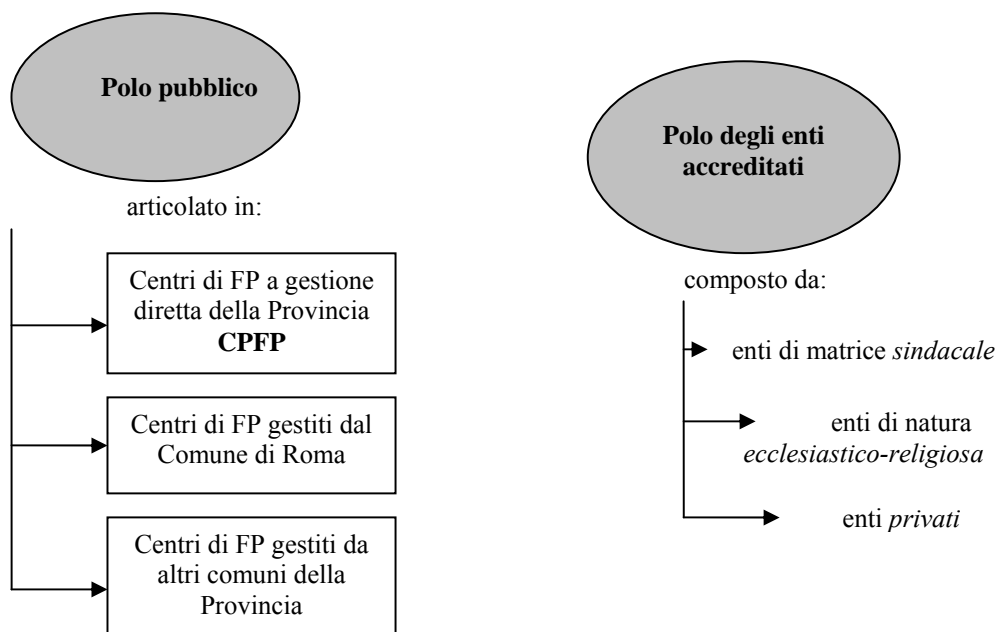 Polo pubblico
articolato in:
Centri di FP a gestione
diretta della Provincia
CPFP
Centri di FP gestiti dal
Comune di Roma
Centri di FP gestiti da
altri comuni della
Provincia
Polo degli enti
accreditati
composto da:
enti di matrice sindacale
enti di natura
ecclesiastico-religiosa
enti privati